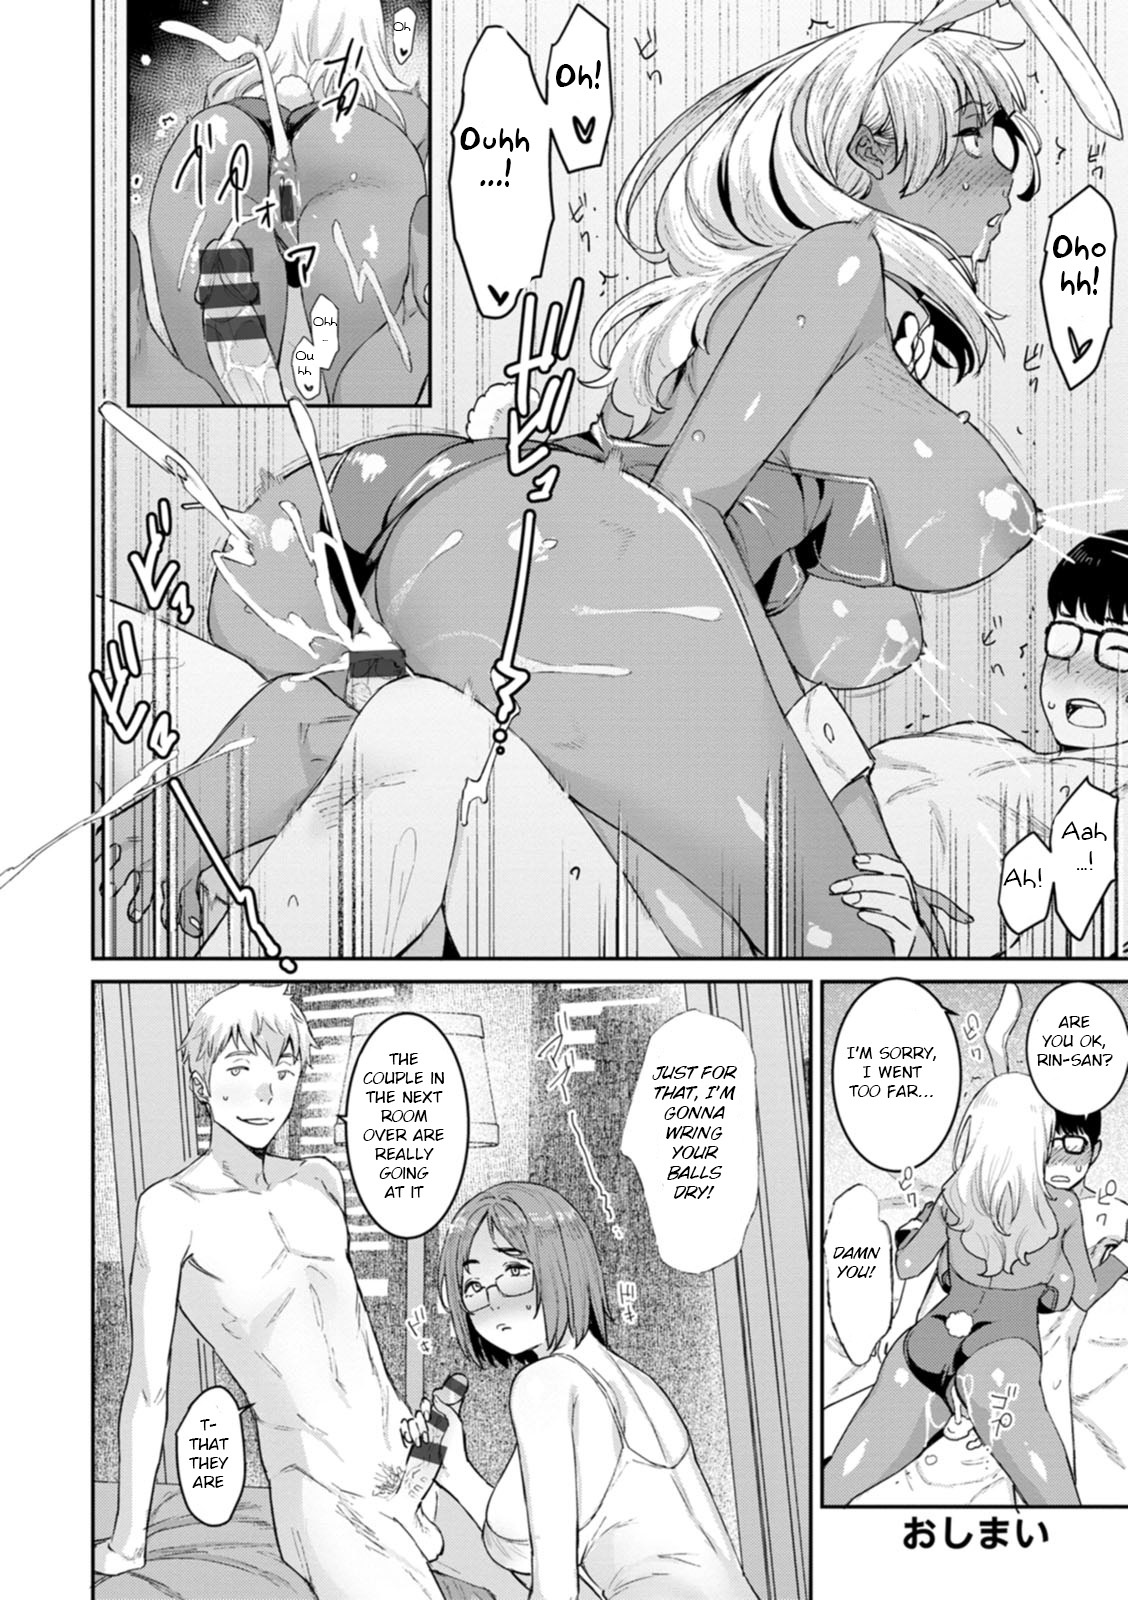 Oh!
Ouhh
...!
Oho
hh!
Oh
Ohh
...
Ou
hh
Aah
...!
Ah!
ARE
YOU OK,
RIN-SAN?
I'M SORRY,
I WENT
TOO FAR...
DAMN
YOU!
JUST FOR
THAT, I'M
GONNA
WRING
YOUR
BALLS
DRY!
THE
COUPLE IN
THE NEXT
ROOM
OVER ARE
REALLY
GOING
AT IT
T-
THAT
THEY
ARE
おしまい